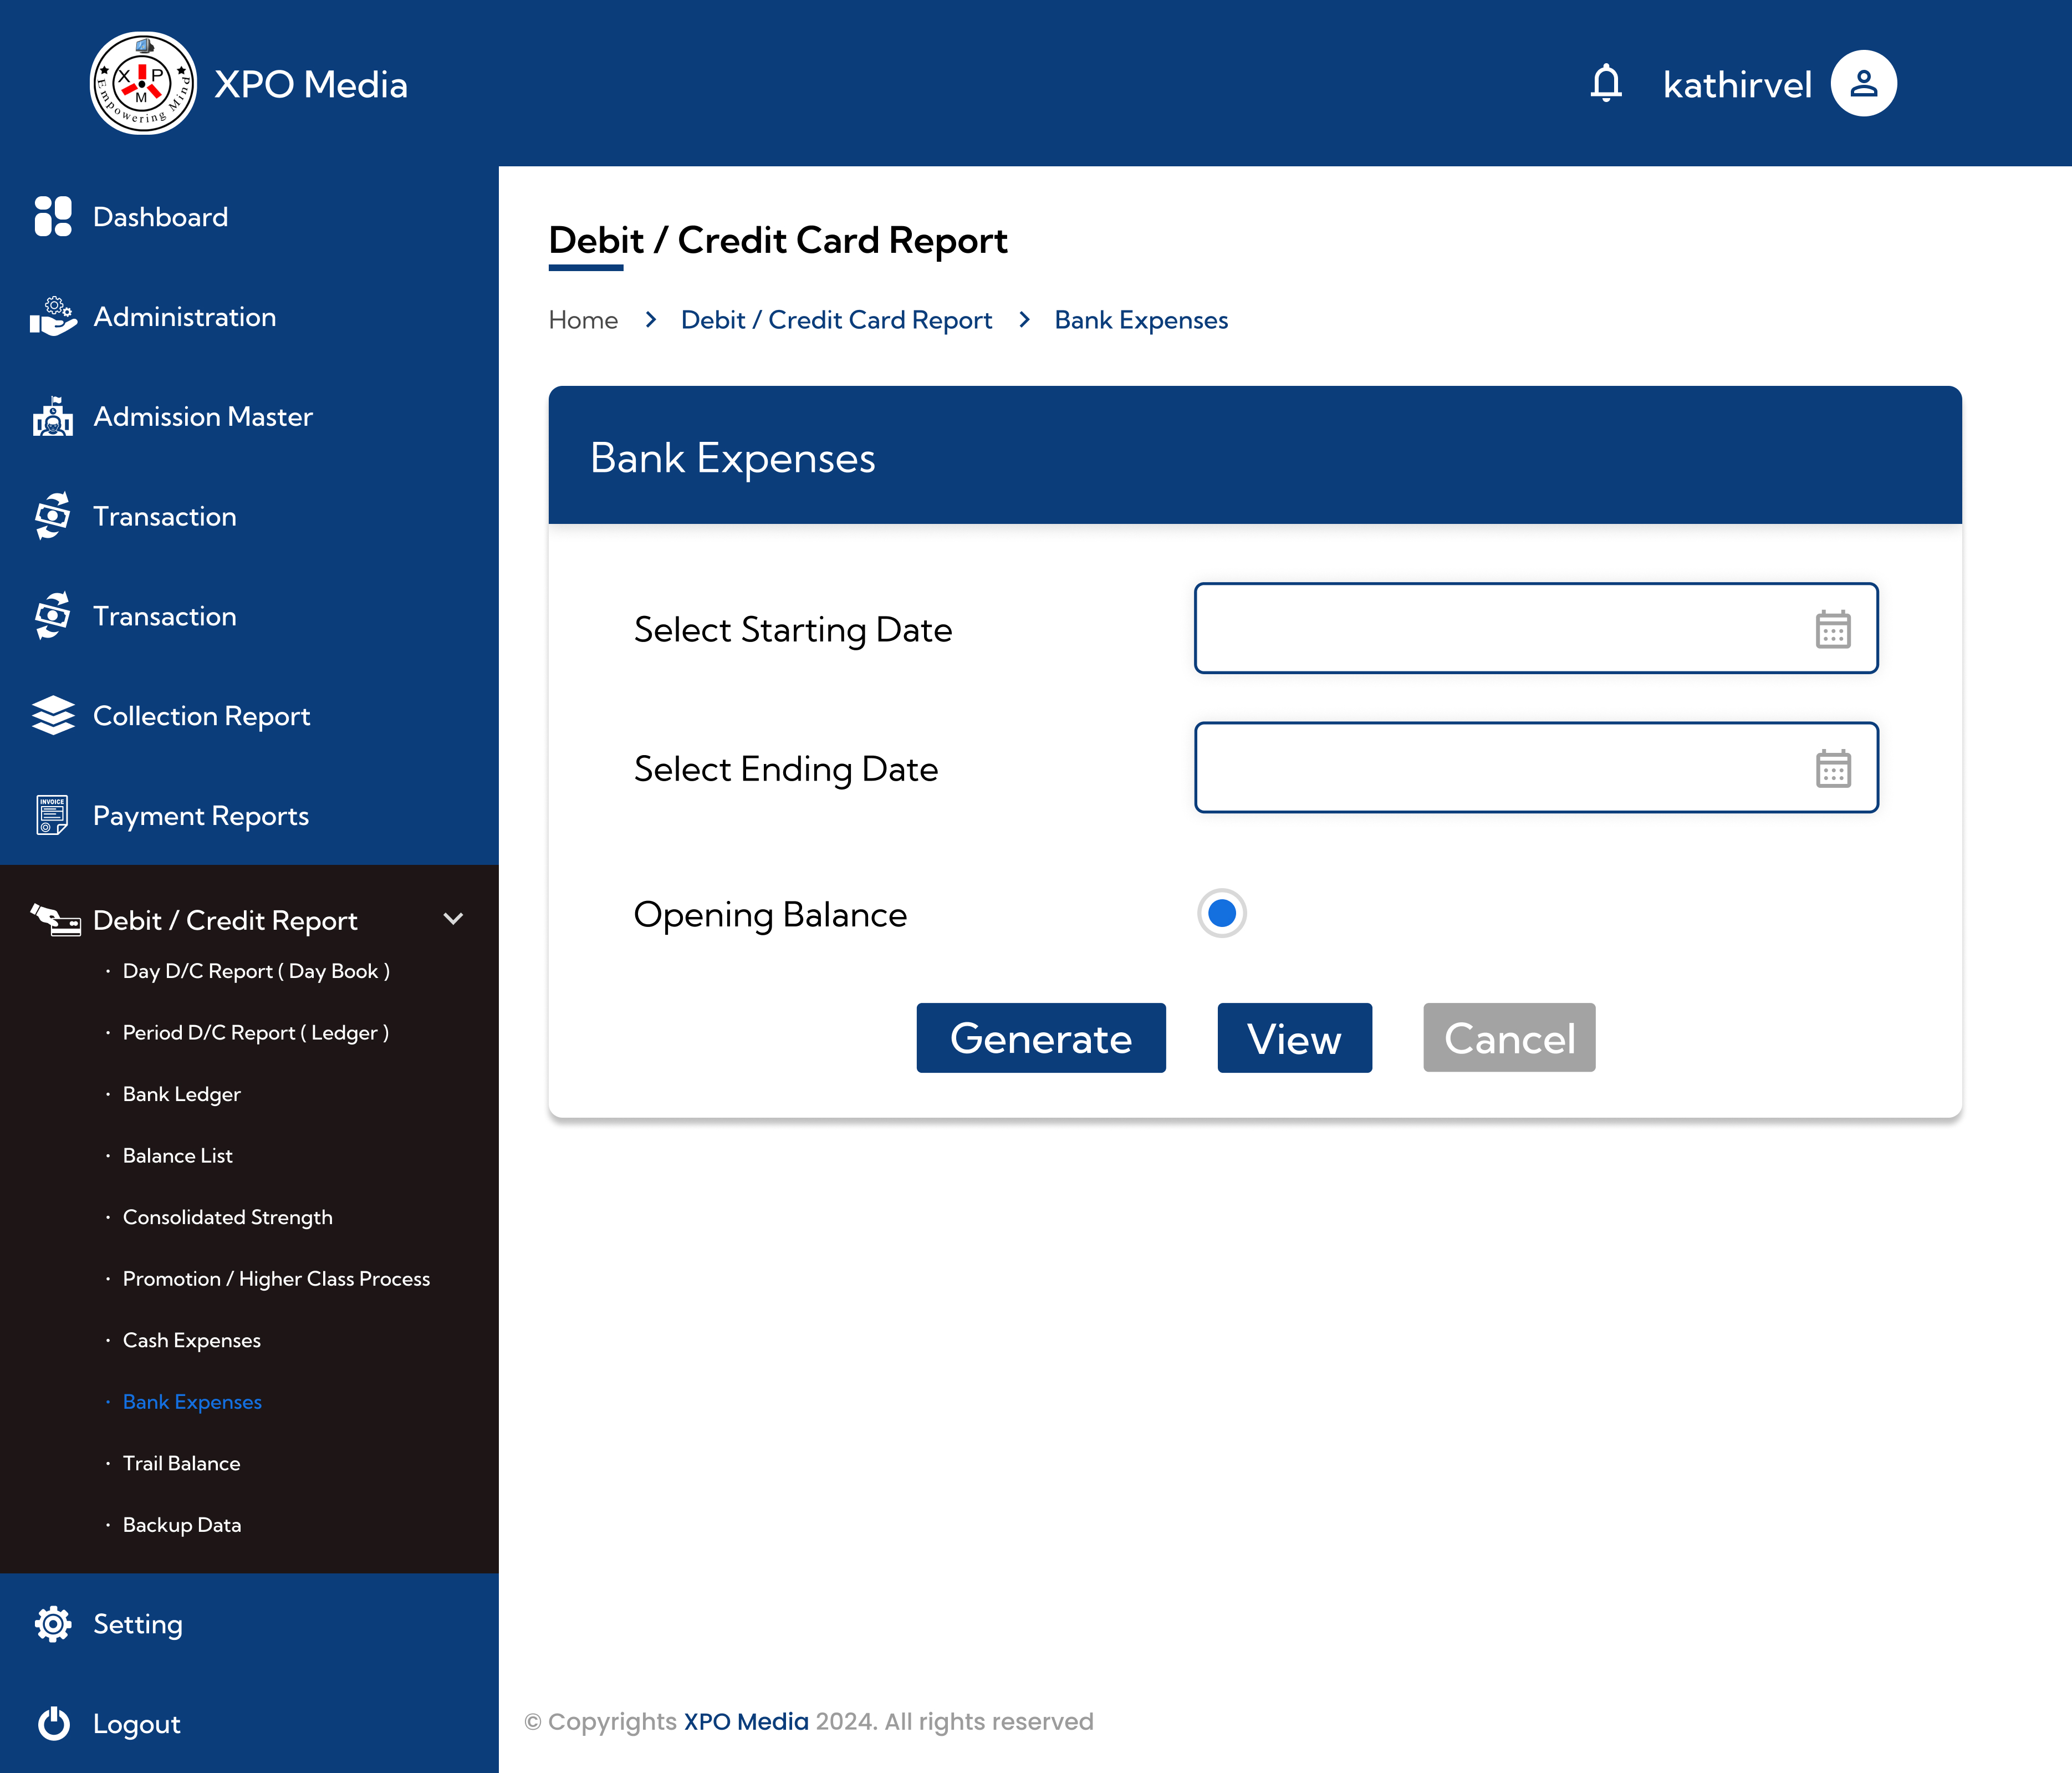 X P M
Empowering Mind
XPO Media
kathirvel
Dashboard
Administration
Admission Master
Transaction
Transaction
Collection Report
INVOICE
Payment Reports
Debit / Credit Report
· Day D/C Report ( Day Book )
· Period D/C Report ( Ledger )
· Bank Ledger
· Balance List
· Consolidated Strength
· Promotion / Higher Class Process
· Cash Expenses
· Bank Expenses
· Trail Balance
· Backup Data
Setting
Logout
Debit / Credit Card Report
Home > Debit / Credit Card Report > Bank Expenses
Bank Expenses
Select Starting Date
Select Ending Date
Opening Balance
Generate View Cancel
© Copyrights XPO Media 2024. All rights reserved